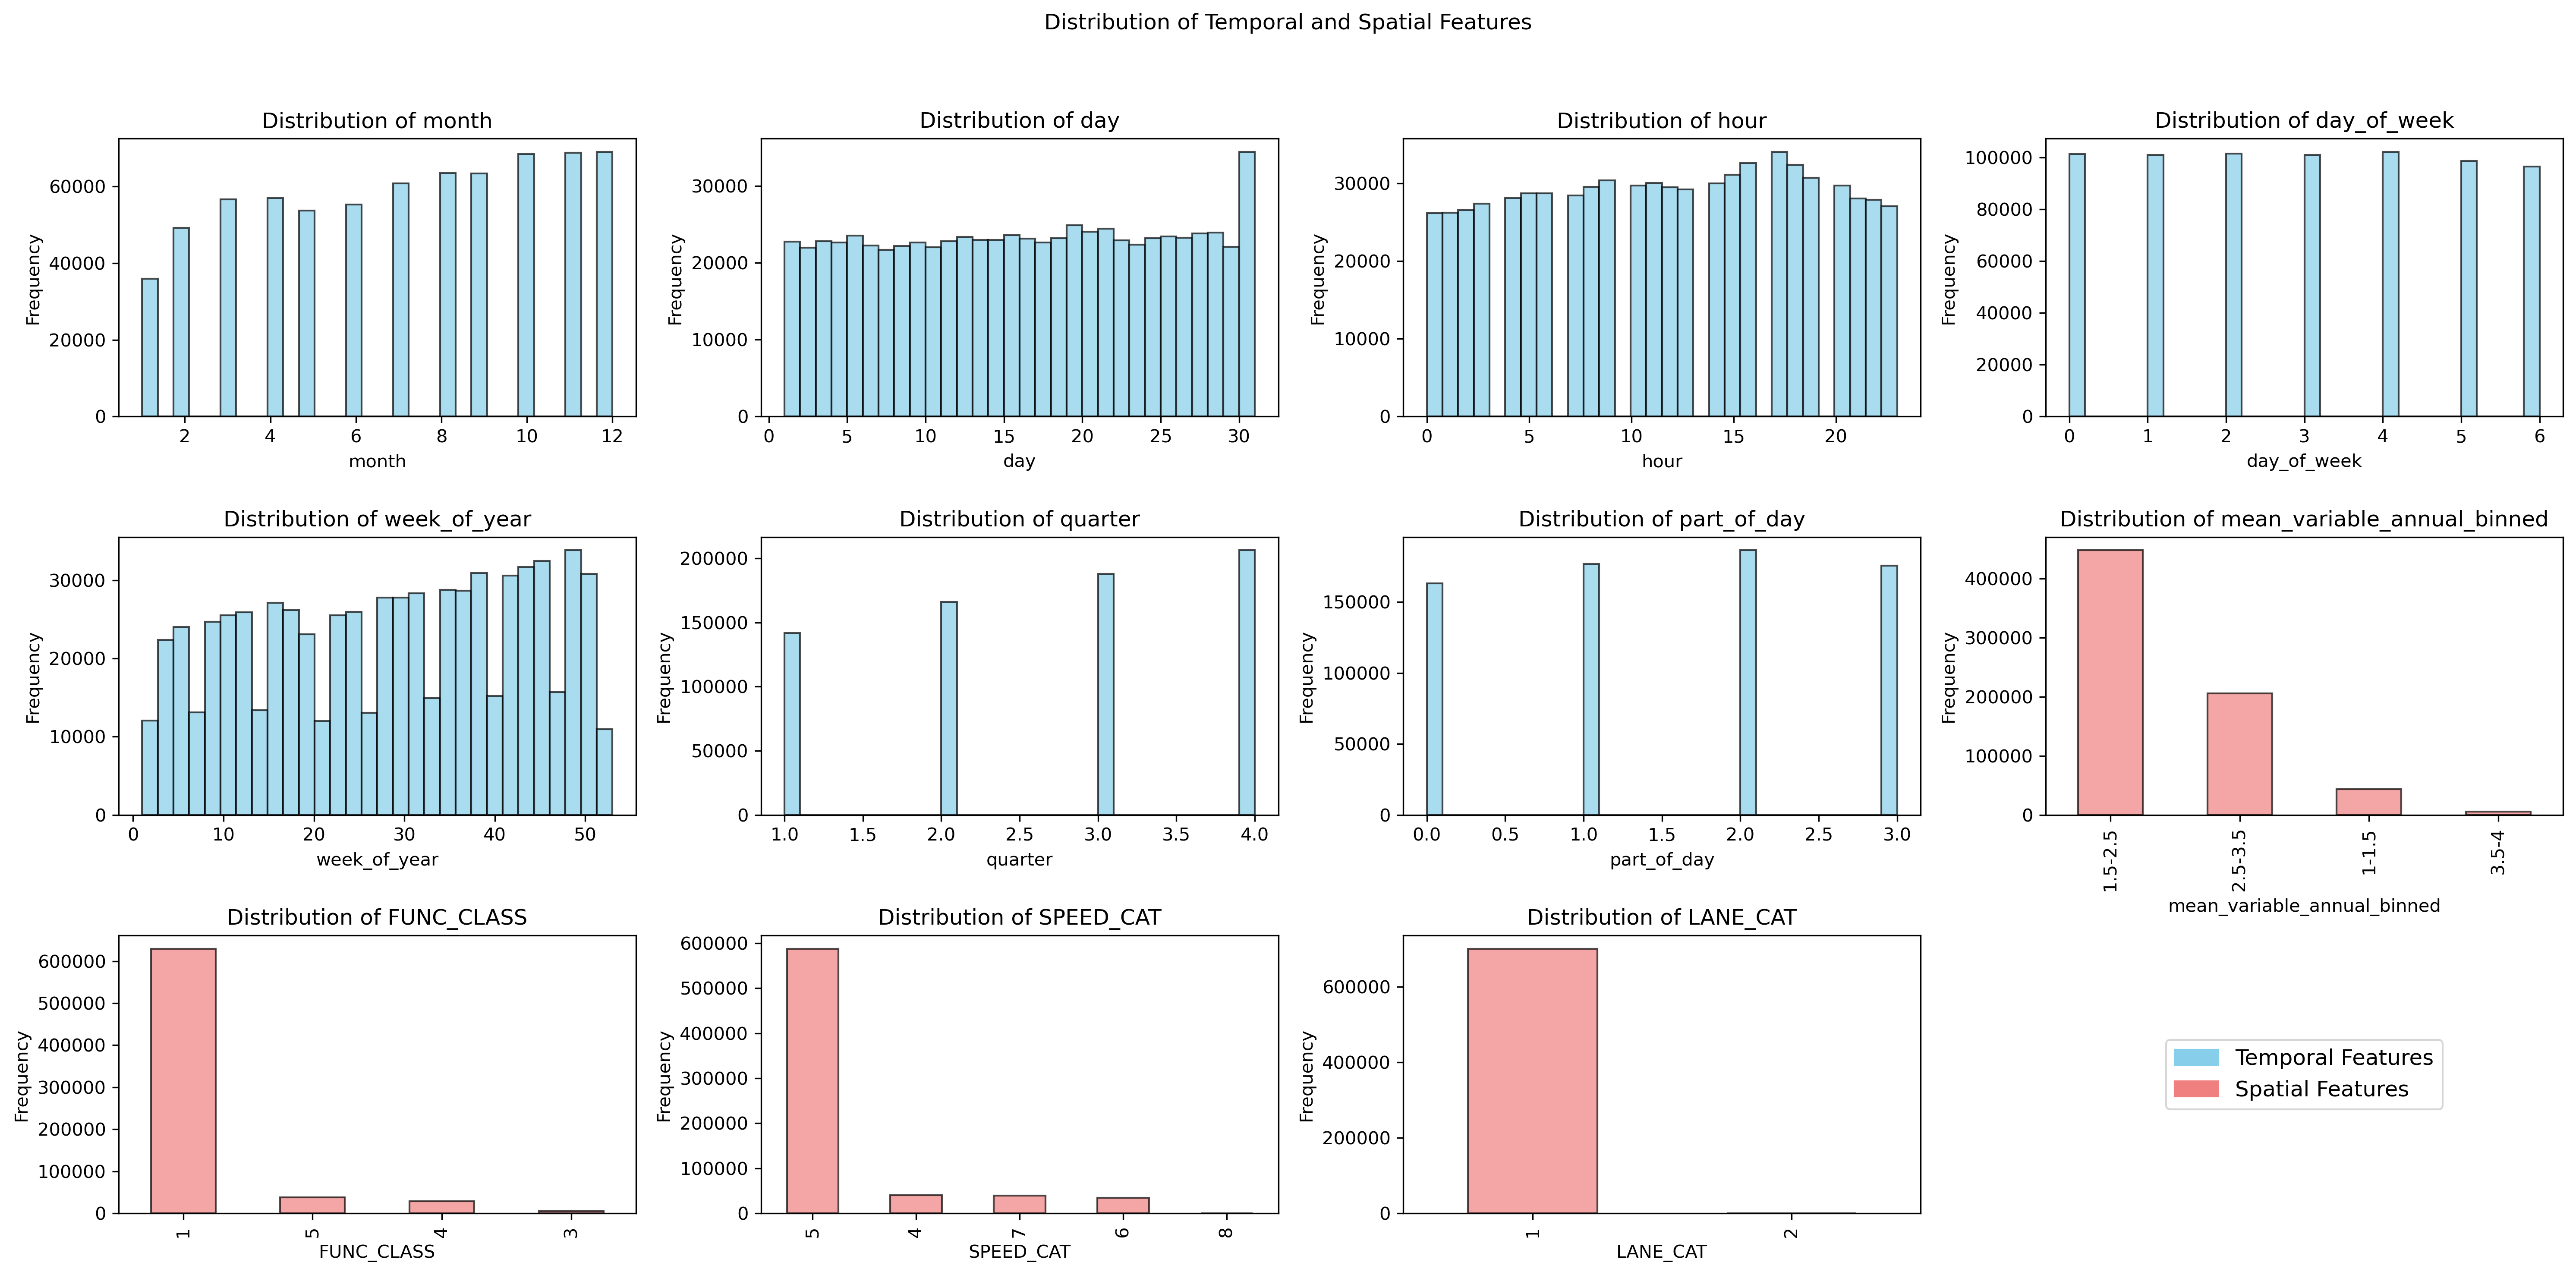 Distribution of Temporal and Spatial Features
Distribution of month
Frequency
60000
40000
20000
0
2 4 6 8 10 12
month
Distribution of day
Frequency
30000
20000
10000
0
0 5 10 15 20 25 30
day
Distribution of hour
Frequency
30000
20000
10000
0
0 5 10 15 20
hour
Distribution of day_of_week
Frequency
100000
80000
60000
40000
20000
0
0 1 2 3 4 5 6
day_of_week
Distribution of week_of_year
Frequency
30000
20000
10000
0
0 10 20 30 40 50
week_of_year
Distribution of quarter
Frequency
200000
150000
100000
50000
0
1.0 1.5 2.0 2.5 3.0 3.5 4.0
quarter
Distribution of part_of_day
Frequency
150000
100000
50000
0
0.0 0.5 1.0 1.5 2.0 2.5 3.0
part_of_day
Distribution of mean_variable_annual_binned
Frequency
400000
300000
200000
100000
0
1.5-2.5
2.5-3.5
1-1.5
3.5-4
mean_variable_annual_binned
Distribution of FUNC_CLASS
Frequency
600000
500000
400000
300000
200000
100000
0
1
5
4
3
FUNC_CLASS
Distribution of SPEED_CAT
Frequency
600000
500000
400000
300000
200000
100000
0
5
4
7
6
8
SPEED_CAT
Distribution of LANE_CAT
Frequency
600000
400000
200000
0
1
2
LANE_CAT
Temporal Features
Spatial Features